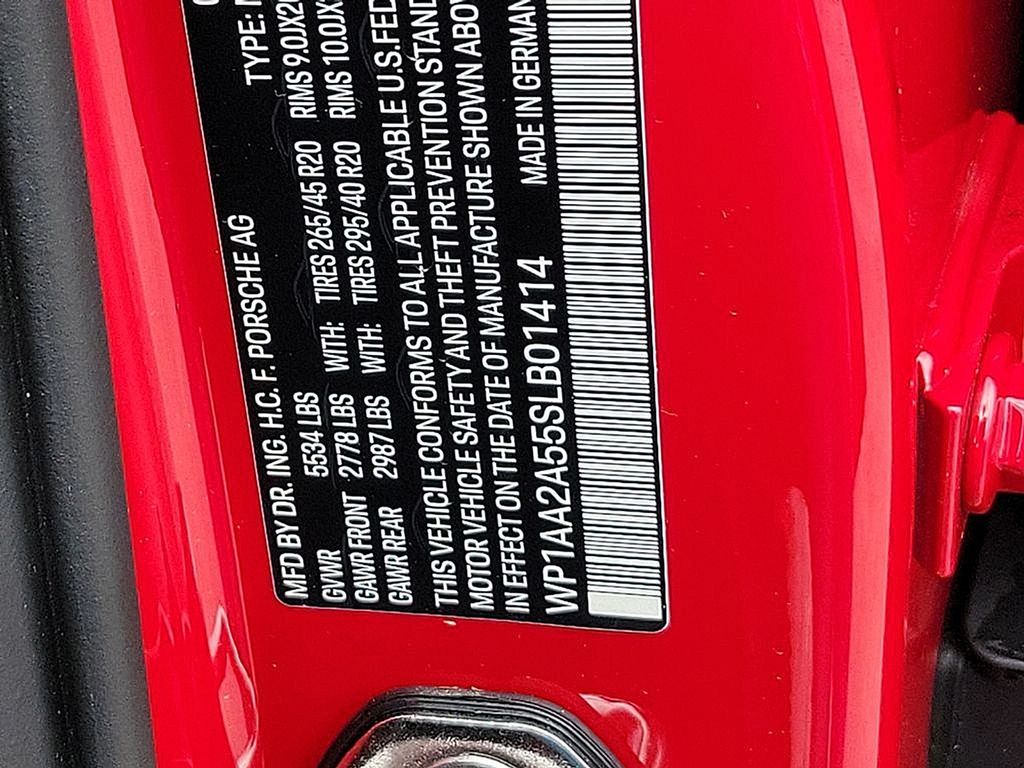 MFD BY DR. ING. H.C. F. PORSCHE AG
GVWR 5534 LBS TYPE:
GAWR FRONT 2778 LBS WITH: TIRES 265/45 R20 RIMS 9.0JX20
GAWR REAR 2987 LBS WITH: TIRES 295/40 R20 RIMS 10.0JX
THIS VEHICLE CONFORMS TO ALL APPLICABLE U.S.FED
MOTOR VEHICLE SAFETY AND THEFT PREVENTION STAND
IN EFFECT ON THE DATE OF MANUFACTURE SHOWN ABOV
WP1AA2A55SLB01414 MADE IN GERMAN